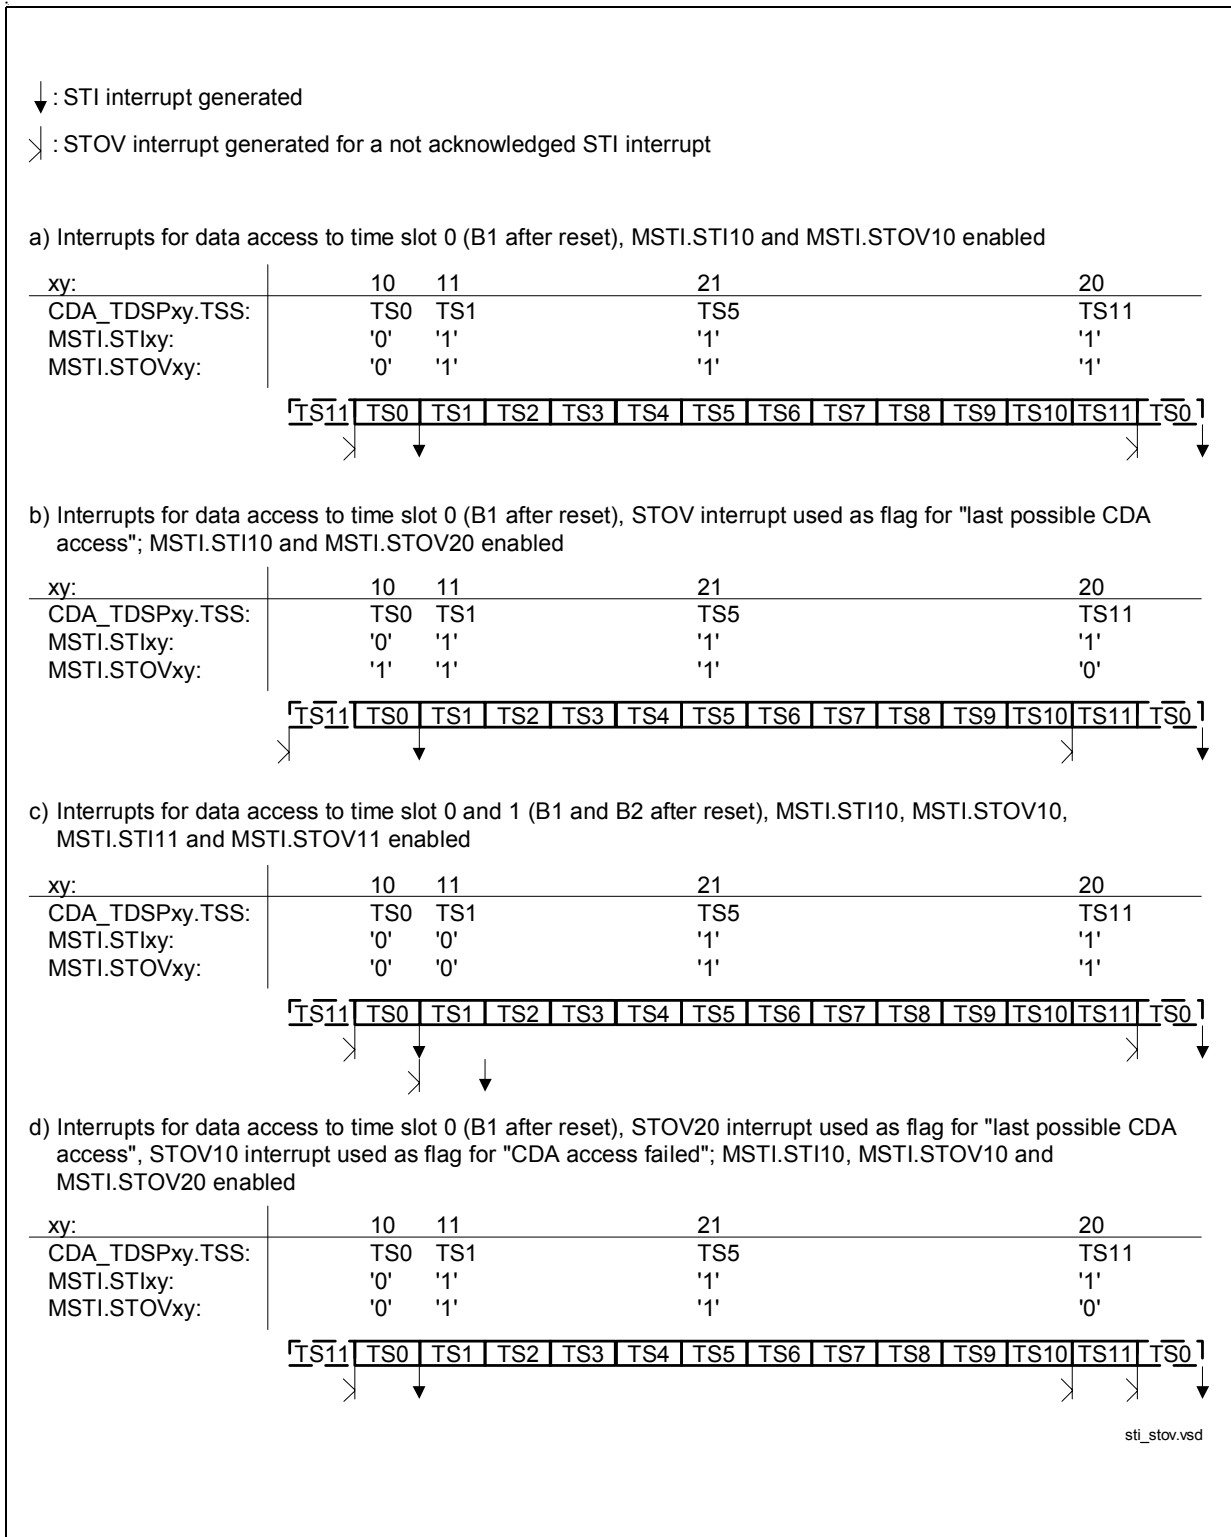 : STI interrupt generated
: STOV interrupt generated for a not acknowledged STI interrupt
a) Interrupts for data access to time slot 0 (B1 after reset), MSTI.STI10 and MSTI.STOV10 enabled
xy: 10 11 21 20
CDA_TDSPxy.TSS: TS0 TS1 TS5 TS11
MSTI.STIxy: '0' '1' '1' '1'
MSTI.STOVxy: '0' '1' '1' '1'
TS11 TS0 TS1 TS2 TS3 TS4 TS5 TS6 TS7 TS8 TS9 TS10 TS11 TS0
b) Interrupts for data access to time slot 0 (B1 after reset), STOV interrupt used as flag for "last possible CDA
access"; MSTI.STI10 and MSTI.STOV20 enabled
xy: 10 11 21 20
CDA_TDSPxy.TSS: TS0 TS1 TS5 TS11
MSTI.STIxy: '0' '1' '1' '1'
MSTI.STOVxy: '1' '1' '1' '0'
TS11 TS0 TS1 TS2 TS3 TS4 TS5 TS6 TS7 TS8 TS9 TS10 TS11 TS0
c) Interrupts for data access to time slot 0 and 1 (B1 and B2 after reset), MSTI.STI10, MSTI.STOV10,
MSTI.STI11 and MSTI.STOV11 enabled
xy: 10 11 21 20
CDA_TDSPxy.TSS: TS0 TS1 TS5 TS11
MSTI.STIxy: '0' '0' '1' '1'
MSTI.STOVxy: '0' '0' '1' '1'
TS11 TS0 TS1 TS2 TS3 TS4 TS5 TS6 TS7 TS8 TS9 TS10 TS11 TS0
d) Interrupts for data access to time slot 0 (B1 after reset), STOV20 interrupt used as flag for "last possible CDA
access", STOV10 interrupt used as flag for "CDA access failed"; MSTI.STI10, MSTI.STOV10 and
MSTI.STOV20 enabled
xy: 10 11 21 20
CDA_TDSPxy.TSS: TS0 TS1 TS5 TS11
MSTI.STIxy: '0' '1' '1' '1'
MSTI.STOVxy: '0' '1' '1' '0'
TS11 TS0 TS1 TS2 TS3 TS4 TS5 TS6 TS7 TS8 TS9 TS10 TS11 TS0
sti_stov.vsd